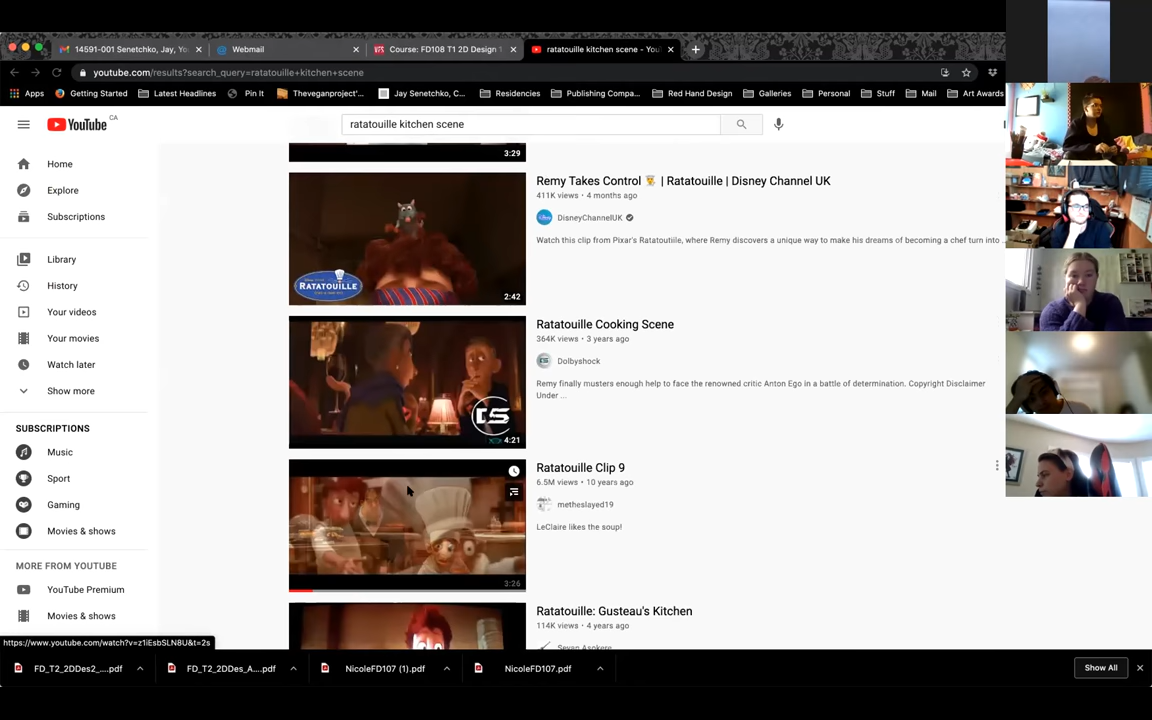 14591-001 Senetchko, Jay, Yo
Webmail
Course: FD108 T1 2D Design
ratatouille kitchen scene - You
youtube.com/results?search_query=ratatouille+kitchen+scene
Apps
Getting Started
Latest Headlines
Pin It
Theveganproject'...
Jay Senetchko, C...
Residencies
Publishing Compa...
Red Hand Design
Galleries
Personal
Stuff
Mail
Art Awards
YouTube CA
ratatouille kitchen scene
Home
Explore
Subscriptions
Library
History
Your videos
Your movies
Watch later
Show more
SUBSCRIPTIONS
Music
Sport
Gaming
Movies & shows
MORE FROM YOUTUBE
YouTube Premium
Movies & shows
3:29
RATATOUILLE
2:42
Remy Takes Control 👨‍🍳 | Ratatouille | Disney Channel UK
411K views • 4 months ago
DisneyChannelUK
Watch this clip from Pixar's Ratatoutiile, where Remy discovers a unique way to make his dreams of becoming a chef turn into ...
4:21
Ratatouille Cooking Scene
364K views • 3 years ago
Dolbyshock
Remy finally musters enough help to face the renowned critic Anton Ego in a battle of determination. Copyright Disclaimer
Under ...
3:26
Ratatouille Clip 9
6.5M views • 10 years ago
metheslayed19
LeClaire likes the soup!
Ratatouille: Gusteau's Kitchen
114K views • 4 years ago
Sevan Asokere
https://www.youtube.com/watch?v=z1iEsbSLN8U&t=2s
FD_T2_2DDes2_....pdf
FD_T2_2DDes_A....pdf
NicoleFD107 (1).pdf
NicoleFD107.pdf
Show All